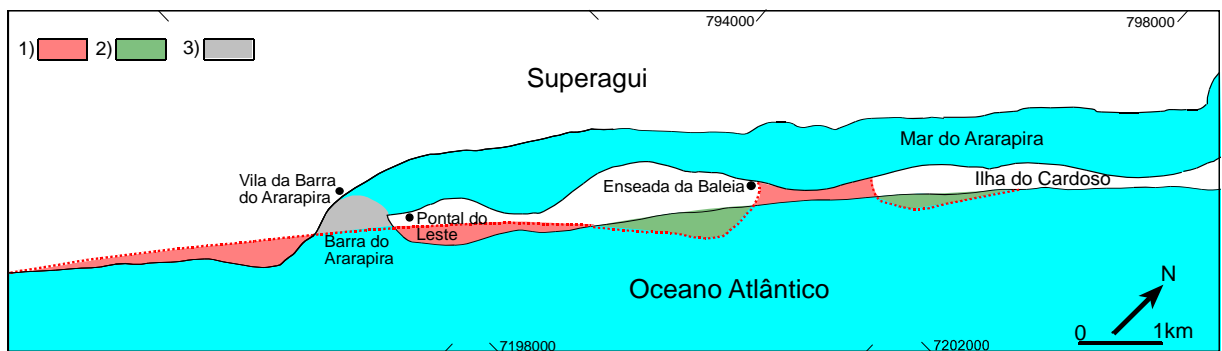 794000
798000
1)
2)
3)
Superagui
Mar do Ararapira
Vila da Barra
do Ararapira
Enseada da Baleia
Ilha do Cardoso
Pontal do
Leste
Barra do
Ararapira
Oceano Atlântico
N
0 1km
7198000
7202000